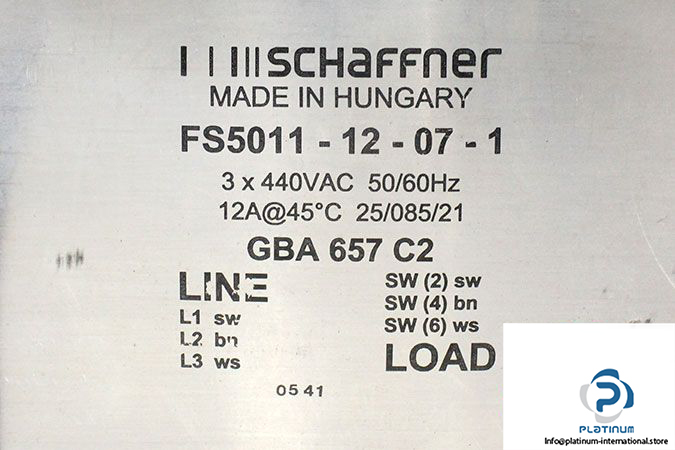 SCHaFFner
MADE IN HUNGARY
FS5011 - 12 - 07 - 1
3 x 440VAC 50/60Hz
12A@45°C 25/085/21
GBA 657 C2
LINE
L1 sw
L2 bn
L3 ws
SW (2) sw
SW (4) bn
SW (6) ws
LOAD
05 41
PLATINUM
Info@platinum-international.store